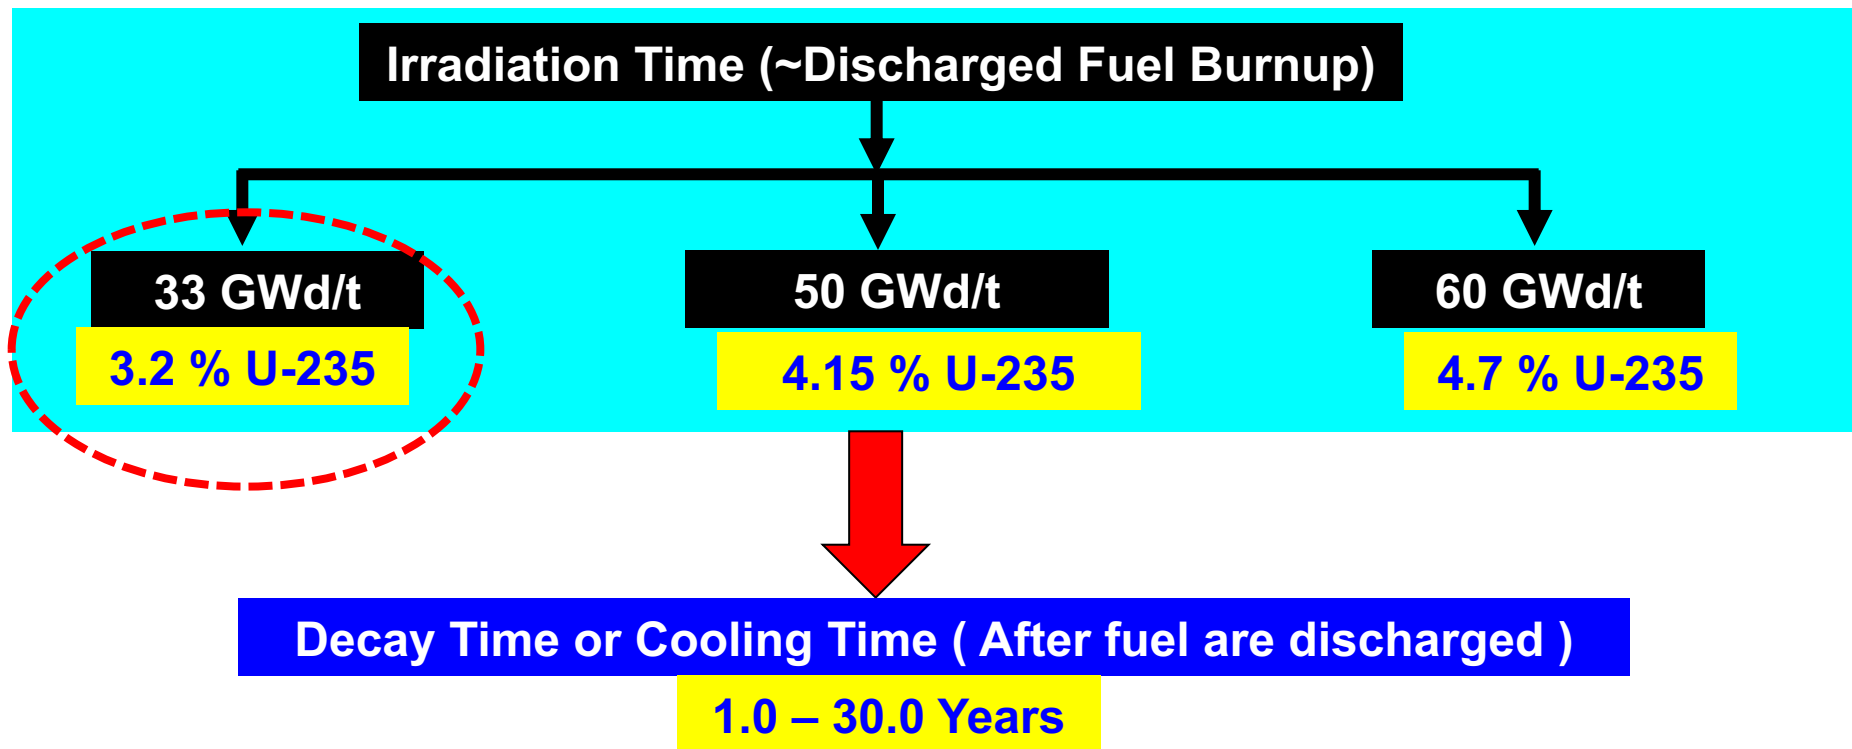 Irradiation Time (~Discharged Fuel Burnup)
33 GWd/t
50 GWd/t
60 GWd/t
3.2 % U-235
4.15 % U-235
4.7 % U-235
Decay Time or Cooling Time ( After fuel are discharged )
1.0 – 30.0 Years